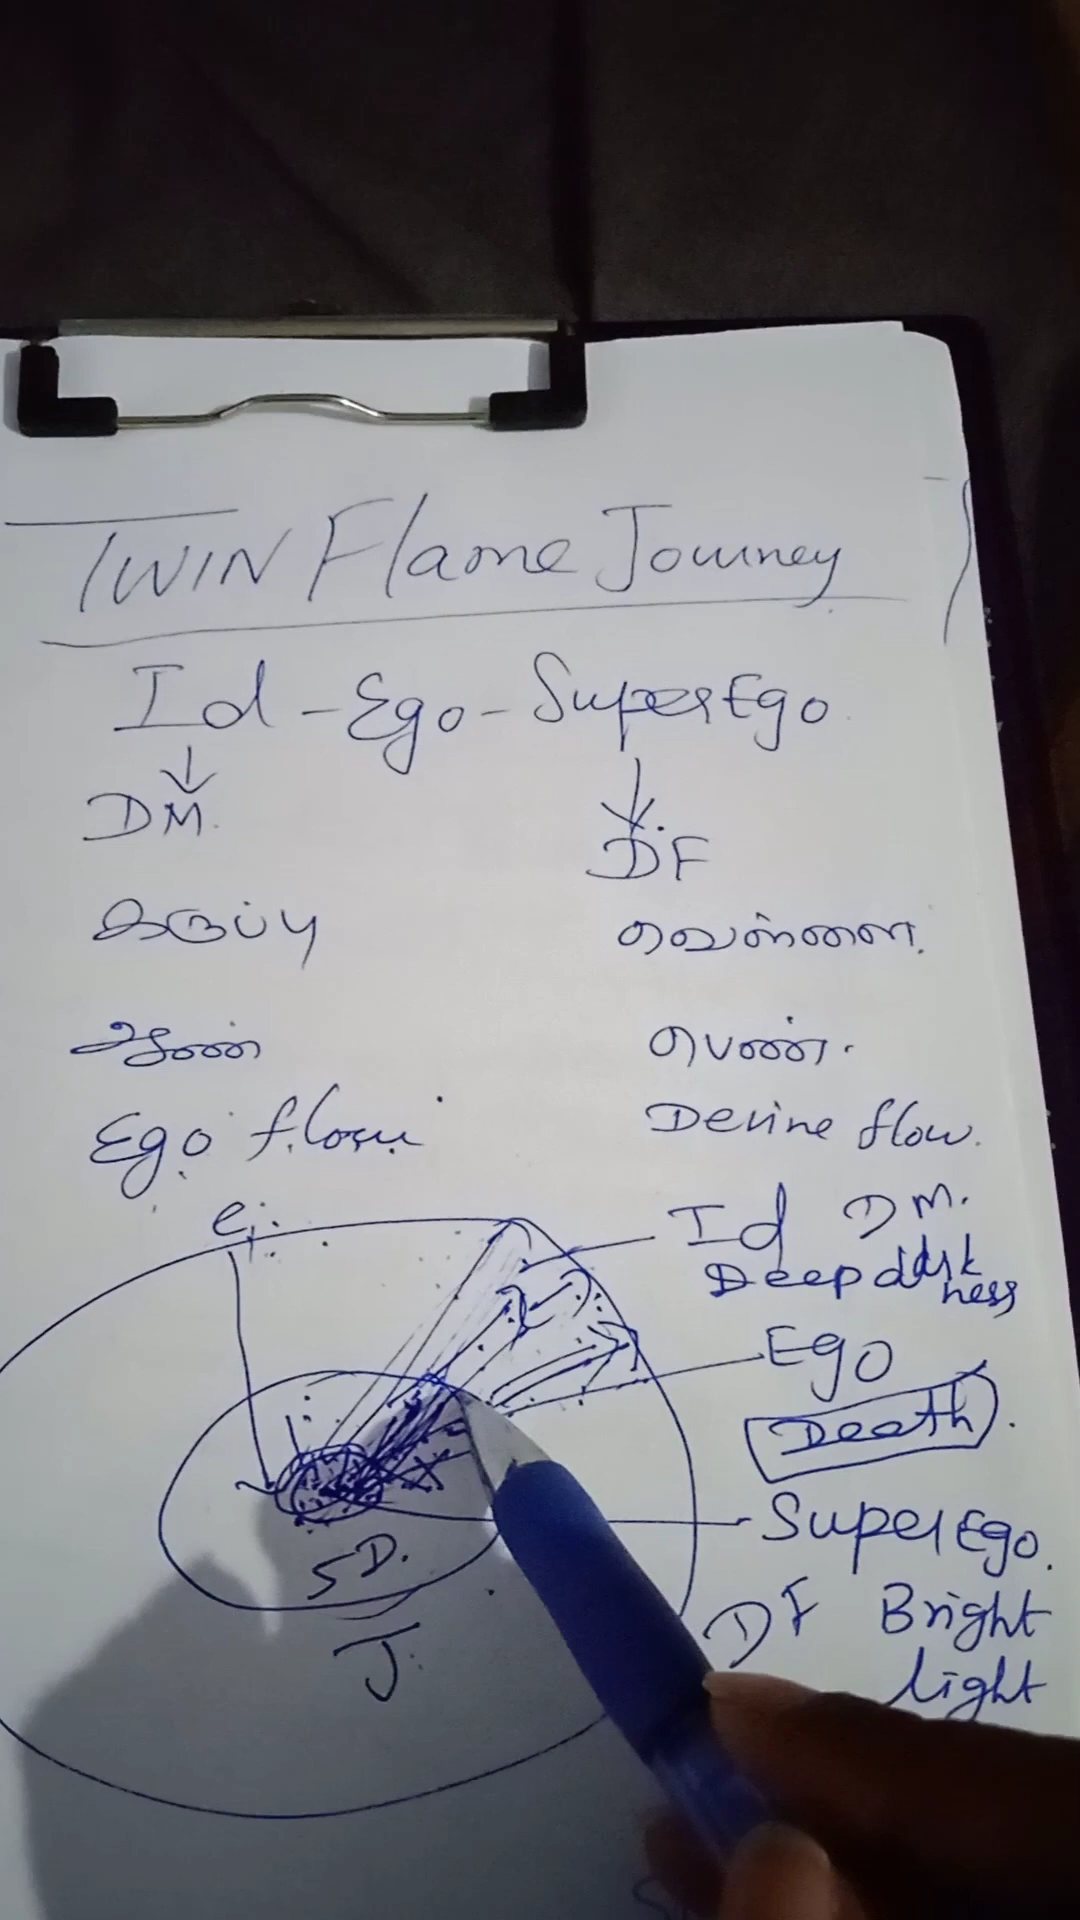 TWIN Flame Journey
Id - Ego - SuperEgo
DM. DF
கருப்பு வெள்ளை.
ஆண் பெண்.
Ego flow Devine flow.
Id DM.
Deep darkness
Ego
Death.
SuperEgo.
DF Bright
light
SD.
J.